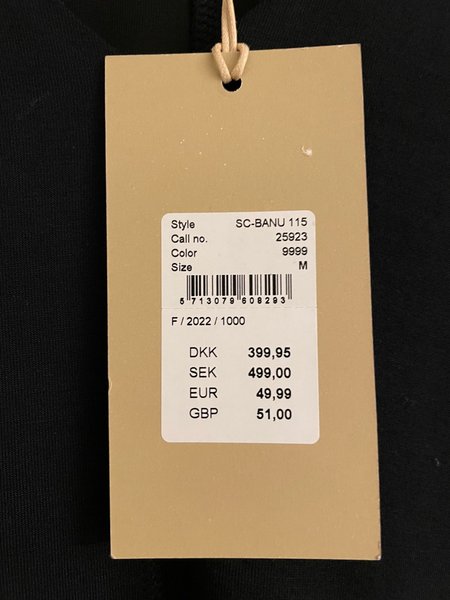 Style SC-BANU 115
Call no. 25923
Color 9999
Size M
5 713079 608293
F / 2022 / 1000
DKK 399,95
SEK 499,00
EUR 49,99
GBP 51,00